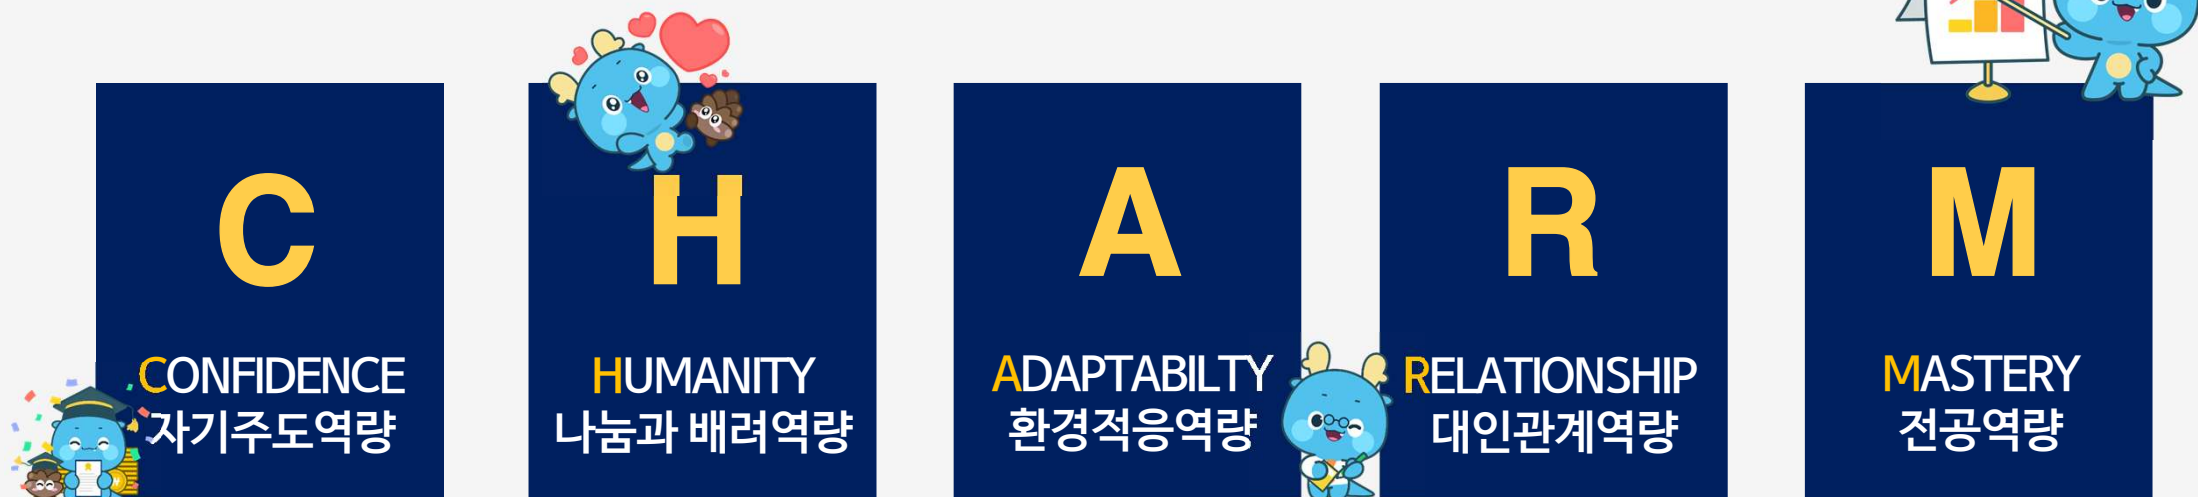 C
CONFIDENCE
자기주도역량
H
HUMANITY
나눔과 배려역량
A
ADAPTABILTY
환경적응역량
R
RELATIONSHIP
대인관계역량
M
MASTERY
전공역량